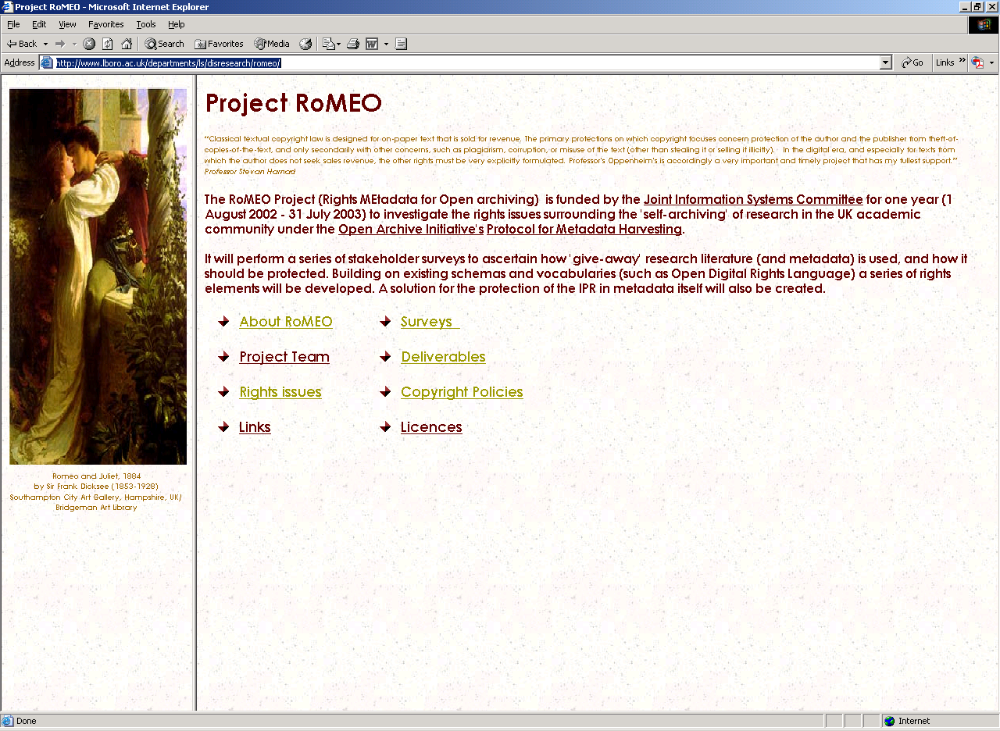 Project RoMEO - Microsoft Internet Explorer
File Edit View Favorites Tools Help
Back Search Favorites Media
Address http://www.lboro.ac.uk/departments/ls/disresearch/romeo/ Go Links »
Project RoMEO
“Classical textual copyright law is designed for on-paper text that is sold for revenue. The primary protections on which copyright focuses concern protection of the author and the publisher from theft-of-
copies-of-the-text, and only secondarily with other concerns, such as plagiarism, corruption, or misuse of the text (other than stealing it or selling it illicitly). In the digital era, and especially for texts from
which the author does not seek sales revenue, the other rights must be very explicitly formulated. Professor's Oppenheim's is accordingly a very important and timely project that has my fullest support.”
Professor Stevan Harnad
The RoMEO Project (Rights MEtadata for Open archiving) is funded by the Joint Information Systems Committee for one year (1
August 2002 - 31 July 2003) to investigate the rights issues surrounding the 'self-archiving' of research in the UK academic
community under the Open Archive Initiative's Protocol for Metadata Harvesting.
It will perform a series of stakeholder surveys to ascertain how 'give-away' research literature (and metadata) is used, and how it
should be protected. Building on existing schemas and vocabularies (such as Open Digital Rights Language) a series of rights
elements will be developed. A solution for the protection of the IPR in metadata itself will also be created.
About RoMEO Surveys
Project Team Deliverables
Rights issues Copyright Policies
Links Licences
Romeo and Juliet, 1884
by Sir Frank Dicksee (1853-1928)
Southampton City Art Gallery, Hampshire, UK/
Bridgeman Art Library
Done Internet